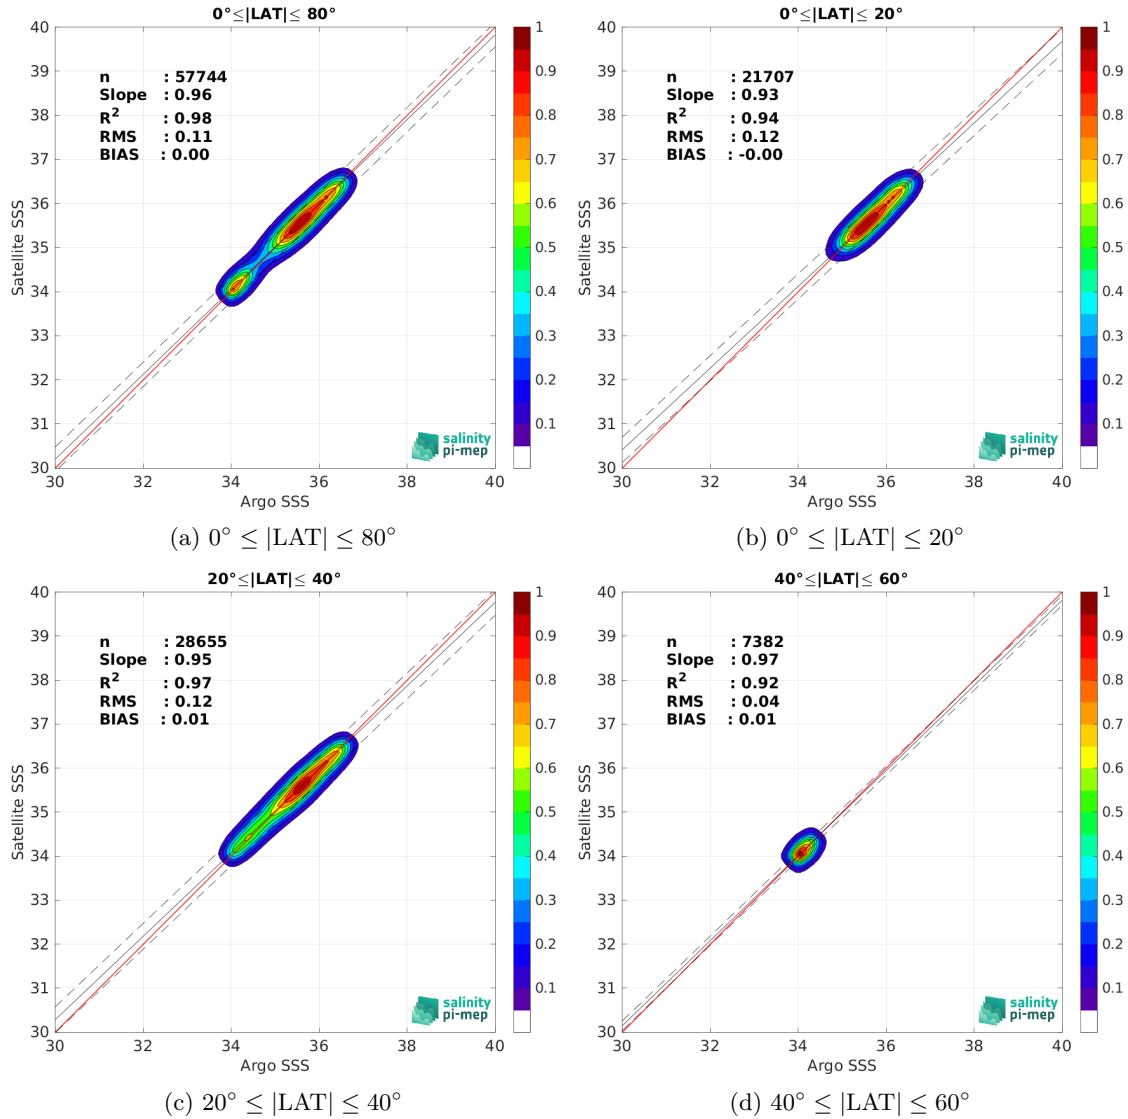 0°≤|LAT|≤ 80°
n : 57744
Slope : 0.96
R² : 0.98
RMS : 0.11
BIAS : 0.00
Satellite SSS
40
39
38
37
36
35
34
33
32
31
30
30 32 34 36 38 40
Argo SSS
1
0.9
0.8
0.7
0.6
0.5
0.4
0.3
0.2
0.1
salinity
pi-mep
(a) 0° ≤ |LAT| ≤ 80°
0°≤|LAT|≤ 20°
n : 21707
Slope : 0.93
R² : 0.94
RMS : 0.12
BIAS : -0.00
Satellite SSS
40
39
38
37
36
35
34
33
32
31
30
30 32 34 36 38 40
Argo SSS
1
0.9
0.8
0.7
0.6
0.5
0.4
0.3
0.2
0.1
salinity
pi-mep
(b) 0° ≤ |LAT| ≤ 20°
20°≤|LAT|≤ 40°
n : 28655
Slope : 0.95
R² : 0.97
RMS : 0.12
BIAS : 0.01
Satellite SSS
40
39
38
37
36
35
34
33
32
31
30
30 32 34 36 38 40
Argo SSS
1
0.9
0.8
0.7
0.6
0.5
0.4
0.3
0.2
0.1
salinity
pi-mep
(c) 20° ≤ |LAT| ≤ 40°
40°≤|LAT|≤ 60°
n : 7382
Slope : 0.97
R² : 0.92
RMS : 0.04
BIAS : 0.01
Satellite SSS
40
39
38
37
36
35
34
33
32
31
30
30 32 34 36 38 40
Argo SSS
1
0.9
0.8
0.7
0.6
0.5
0.4
0.3
0.2
0.1
salinity
pi-mep
(d) 40° ≤ |LAT| ≤ 60°